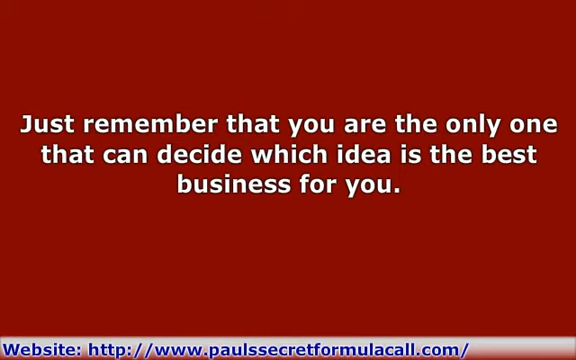 Just remember that you are the only one
that can decide which idea is the best
business for you.
Website: http://www.paulssecretformulacall.com/